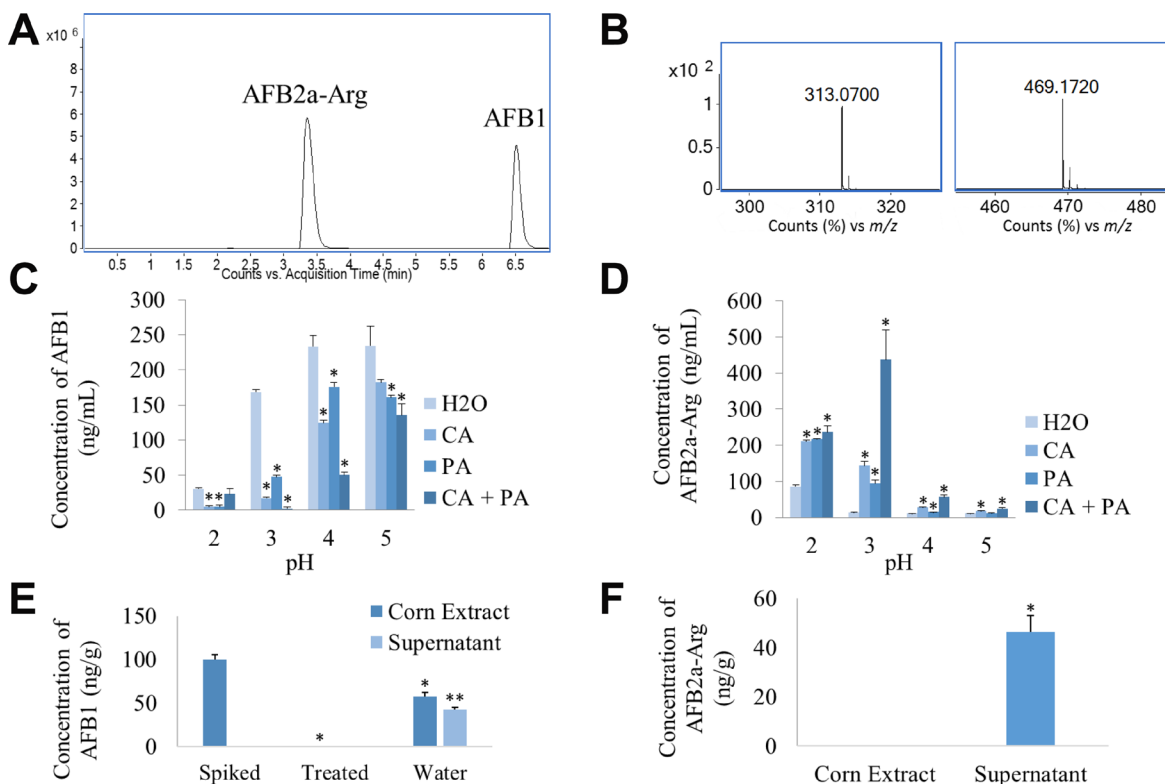 A
x10 6
8
7
6
5
4
3
2
1
0
AFB2a-Arg
AFB1
0.5 1 1.5 2 2.5 3 3.5 4 4.5 5 5.5 6 6.5
Counts vs. Acquisition Time (min)
B
x10 2
1
0.5
0
313.0700
300 310 320
Counts (%) vs m/z
469.1720
460 470 480
Counts (%) vs m/z
C
Concentration of AFB1
(ng/mL)
300
250
200
150
100
50
0
**
*
*
*
*
*
*
*
*
2 3 4 5
pH
H2O
CA
PA
CA + PA
D
Concentration of
AFB2a-Arg (ng/mL)
600
500
400
300
200
100
0
* * *
*
*
*
*
*
*
*
*
2 3 4 5
pH
H2O
CA
PA
CA + PA
E
Concentration of
AFB1 (ng/g)
150
100
50
0
Corn Extract
Supernatant
*
*
**
Spiked Treated Water
F
Concentration of
AFB2a-Arg
(ng/g)
60
40
20
0
*
Corn Extract Supernatant